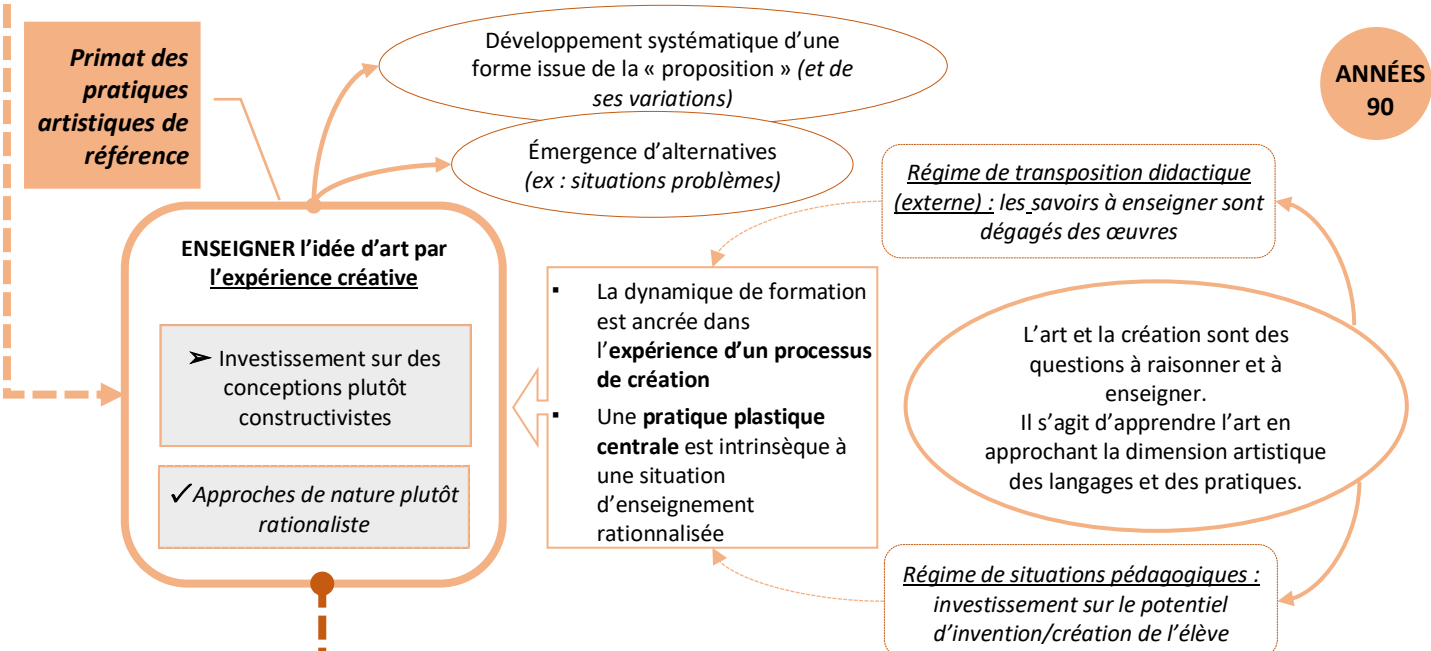 Primat des
pratiques
artistiques de
référence
Développement systématique d’une
forme issue de la « proposition » (et de
ses variations)
Émergence d’alternatives
(ex : situations problèmes)
ANNÉES
90
ENSEIGNER l’idée d’art par
l’expérience créative
➢ Investissement sur des
conceptions plutôt
constructivistes
✓ Approches de nature plutôt
rationaliste
▪ La dynamique de formation
est ancrée dans
l’expérience d’un processus
de création
▪ Une pratique plastique
centrale est intrinsèque à
une situation
d’enseignement
rationnalisée
Régime de transposition didactique
(externe) : les savoirs à enseigner sont
dégagés des œuvres
L’art et la création sont des
questions à raisonner et à
enseigner.
Il s’agit d’apprendre l’art en
approchant la dimension artistique
des langages et des pratiques.
Régime de situations pédagogiques :
investissement sur le potentiel
d’invention/création de l’élève